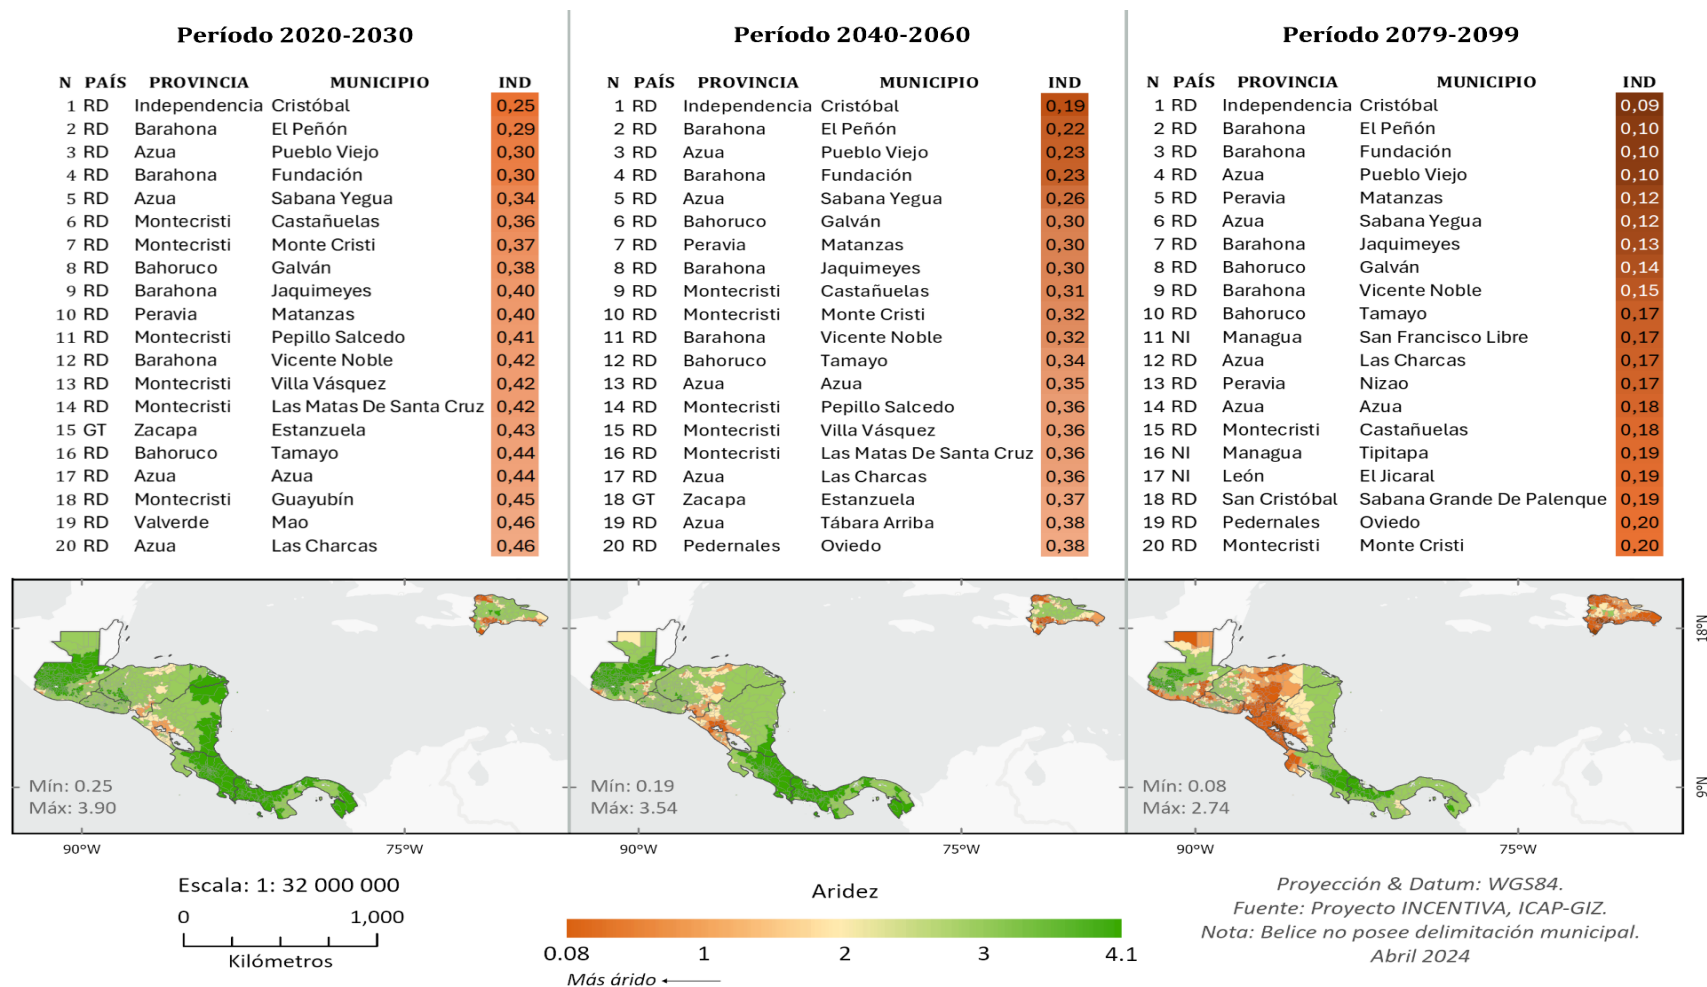 Período 2020-2030
N PAÍS PROVINCIA MUNICIPIO IND
1 RD Independencia Cristóbal 0,25
2 RD Barahona El Peñón 0,29
3 RD Azua Pueblo Viejo 0,30
4 RD Barahona Fundación 0,30
5 RD Azua Sabana Yegua 0,34
6 RD Montecristi Castañuelas 0,36
7 RD Montecristi Monte Cristi 0,37
8 RD Bahoruco Galván 0,38
9 RD Barahona Jaquimeyes 0,40
10 RD Peravia Matanzas 0,40
11 RD Montecristi Pepillo Salcedo 0,41
12 RD Barahona Vicente Noble 0,42
13 RD Montecristi Villa Vásquez 0,42
14 RD Montecristi Las Matas De Santa Cruz 0,42
15 GT Zacapa Estanzuela 0,43
16 RD Bahoruco Tamayo 0,44
17 RD Azua Azua 0,44
18 RD Montecristi Guayubín 0,45
19 RD Valverde Mao 0,46
20 RD Azua Las Charcas 0,46
Período 2040-2060
N PAÍS PROVINCIA MUNICIPIO IND
1 RD Independencia Cristóbal 0,19
2 RD Barahona El Peñón 0,22
3 RD Azua Pueblo Viejo 0,23
4 RD Barahona Fundación 0,23
5 RD Azua Sabana Yegua 0,26
6 RD Bahoruco Galván 0,30
7 RD Peravia Matanzas 0,30
8 RD Barahona Jaquimeyes 0,30
9 RD Montecristi Castañuelas 0,31
10 RD Montecristi Monte Cristi 0,32
11 RD Barahona Vicente Noble 0,32
12 RD Bahoruco Tamayo 0,34
13 RD Azua Azua 0,35
14 RD Montecristi Pepillo Salcedo 0,36
15 RD Montecristi Villa Vásquez 0,36
16 RD Montecristi Las Matas De Santa Cruz 0,36
17 RD Azua Las Charcas 0,36
18 GT Zacapa Estanzuela 0,37
19 RD Azua Tábara Arriba 0,38
20 RD Pedernales Oviedo 0,38
Período 2079-2099
N PAÍS PROVINCIA MUNICIPIO IND
1 RD Independencia Cristóbal 0,09
2 RD Barahona El Peñón 0,10
3 RD Barahona Fundación 0,10
4 RD Azua Pueblo Viejo 0,10
5 RD Peravia Matanzas 0,12
6 RD Azua Sabana Yegua 0,12
7 RD Barahona Jaquimeyes 0,13
8 RD Bahoruco Galván 0,14
9 RD Barahona Vicente Noble 0,15
10 RD Bahoruco Tamayo 0,17
11 NI Managua San Francisco Libre 0,17
12 RD Azua Las Charcas 0,17
13 RD Peravia Nizao 0,17
14 RD Azua Azua 0,18
15 RD Montecristi Castañuelas 0,18
16 NI Managua Tipitapa 0,19
17 NI León El Jicaral 0,19
18 RD San Cristóbal Sabana Grande De Palenque 0,19
19 RD Pedernales Oviedo 0,20
20 RD Montecristi Monte Cristi 0,20
Mín: 0.25
Máx: 3.90
Mín: 0.19
Máx: 3.54
Mín: 0.08
Máx: 2.74
18°N
9°N
90°W 75°W 90°W 75°W 90°W 75°W
Escala: 1: 32 000 000
0 1,000
Kilómetros
Aridez
0.08 1 2 3 4.1
Más árido
Proyección & Datum: WGS84.
Fuente: Proyecto INCENTIVA, ICAP-GIZ.
Nota: Belice no posee delimitación municipal.
Abril 2024